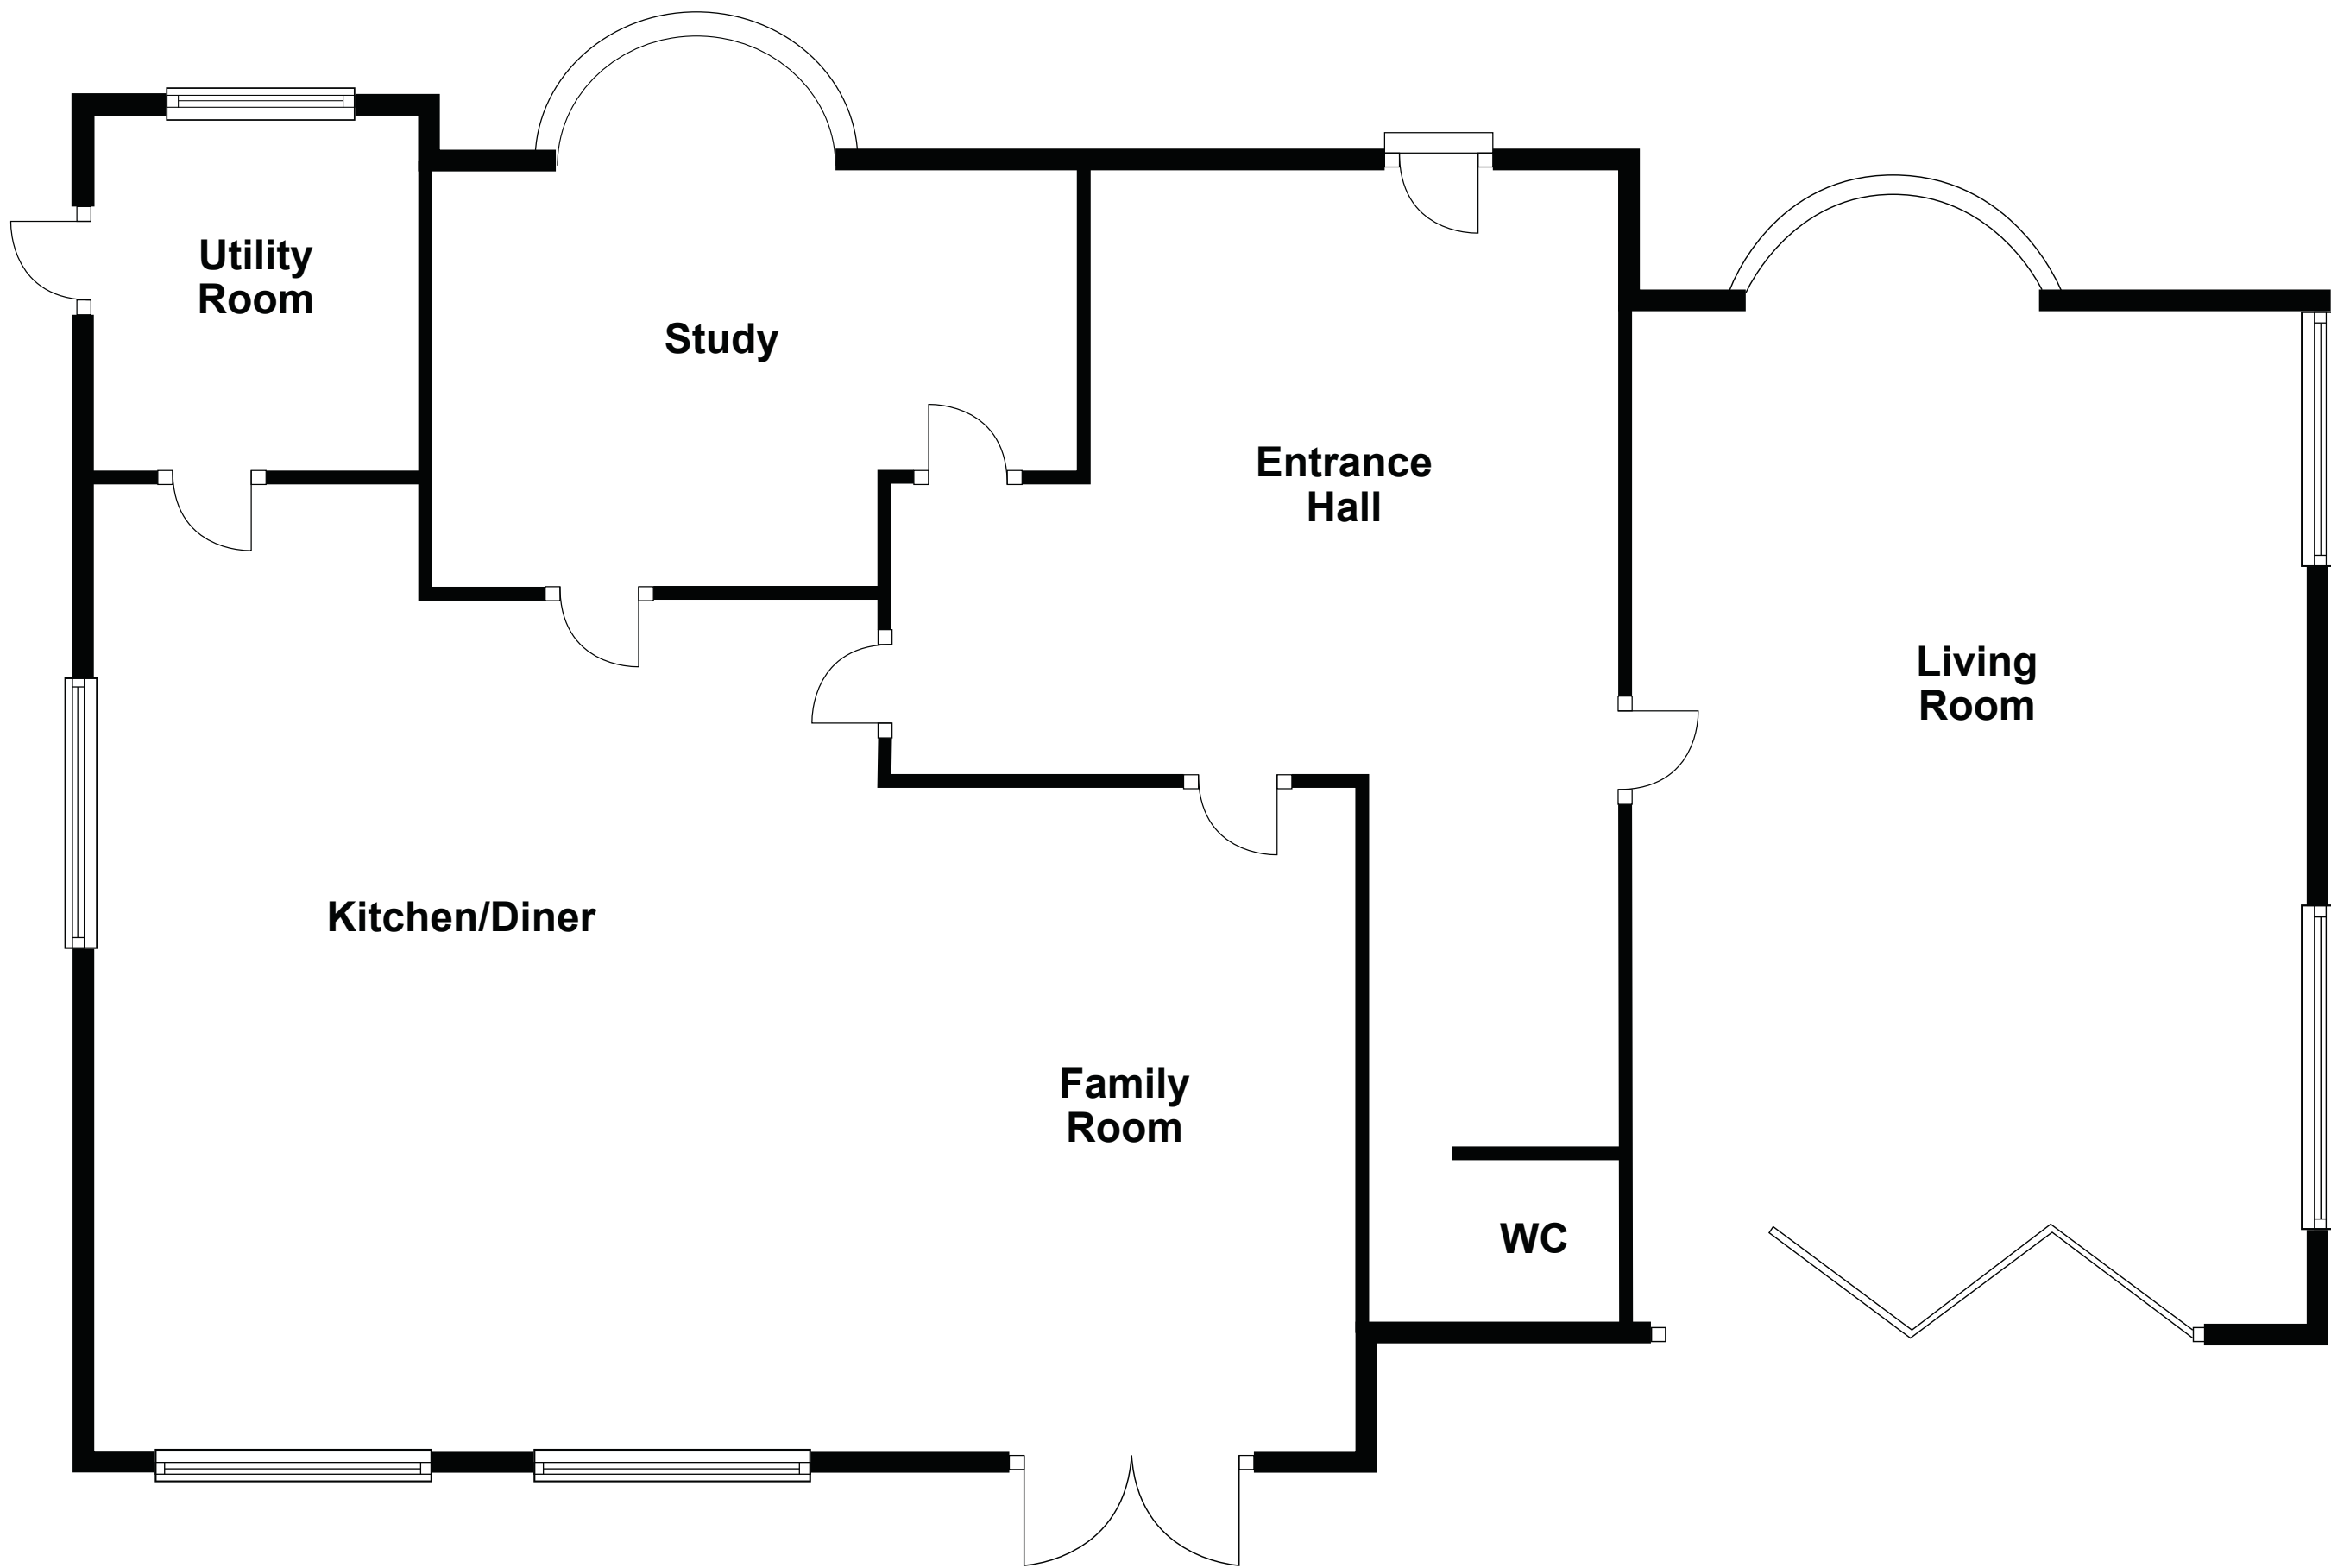 Utility
Room
Study
Entrance
Hall
Living
Room
Kitchen/Diner
Family
Room
WC